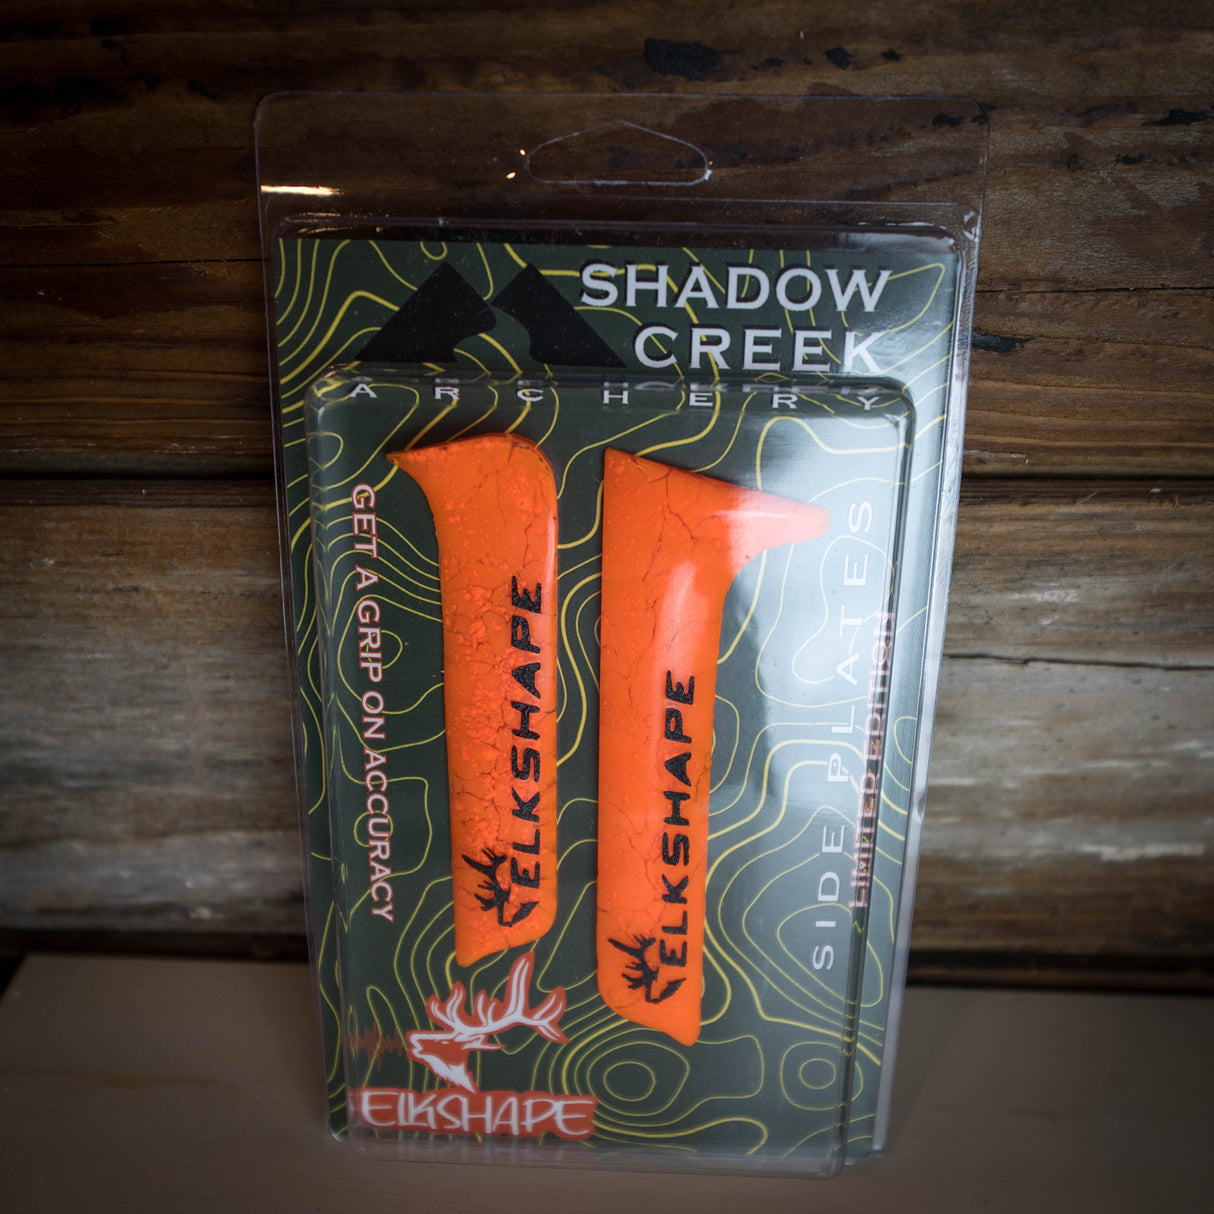 SHADOW
CREEK
ARCHERY
GET A GRIP ON ACCURACY
ELKSHAPE
ELKSHAPE
SIDE PLATES
LIMITED EDITION
ELKSHAPE